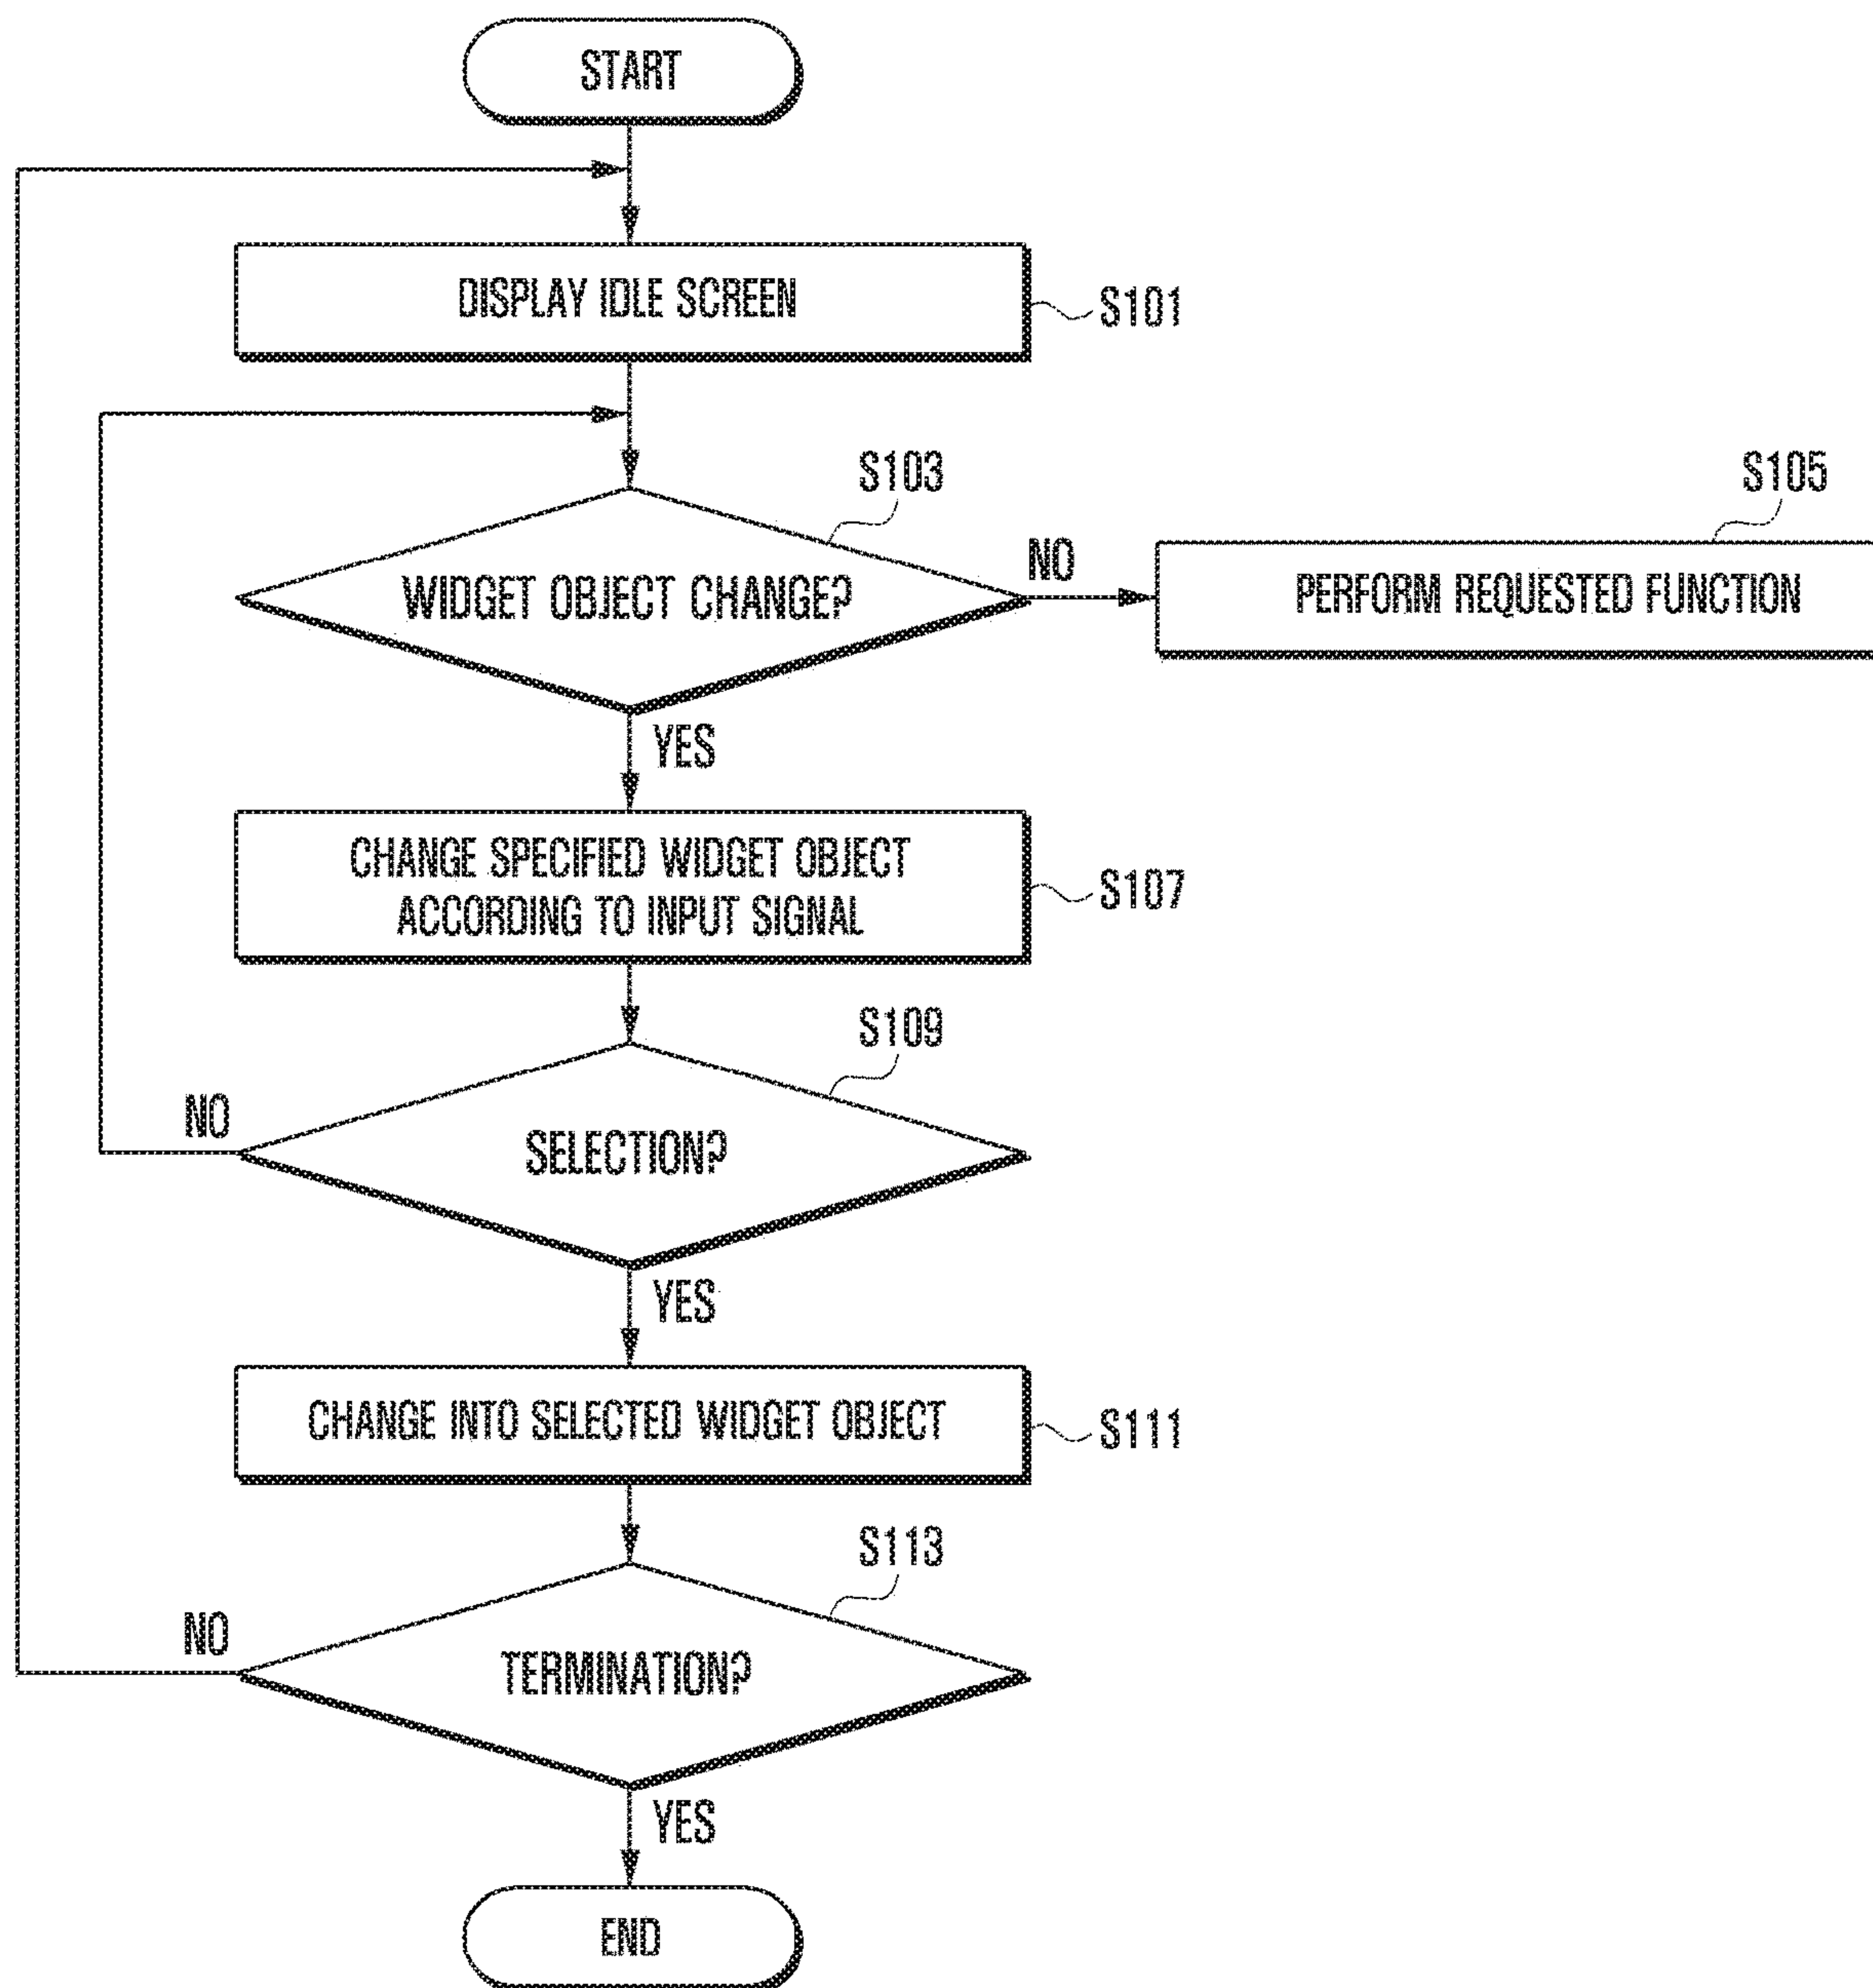 START
DISPLAY IDLE SCREEN
S101
S103
S105
WIDGET OBJECT CHANGE?
NO
PERFORM REQUESTED FUNCTION
YES
CHANGE SPECIFIED WIDGET OBJECT
ACCORDING TO INPUT SIGNAL
S107
S109
NO
SELECTION?
YES
CHANGE INTO SELECTED WIDGET OBJECT
S111
S113
NO
TERMINATION?
YES
END